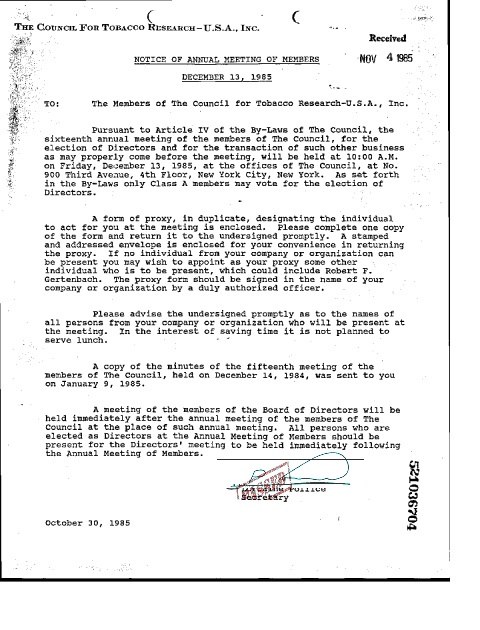 THE COUNCIL FOR TOBACCO RESEARCH-U.S.A., INC.
Received
NOV 4 1985
NOTICE OF ANNUAL MEETING OF MEMBERS
DECEMBER 13, 1985
TO: The Members of The Council for Tobacco Research-U.S.A., Inc.
Pursuant to Article IV of the By-Laws of The Council, the
sixteenth annual meeting of the members of The Council, for the
election of Directors and for the transaction of such other business
as may properly come before the meeting, will be held at 10:00 A.M.
on Friday, December 13, 1985, at the offices of The Council, at No.
900 Third Avenue, 4th Floor, New York City, New York. As set forth
in the By-Laws only Class A members may vote for the election of
Directors.
A form of proxy, in duplicate, designating the individual
to act for you at the meeting is enclosed. Please complete one copy
of the form and return it to the undersigned promptly. A stamped
and addressed envelope is enclosed for your convenience in returning
the proxy. If no individual from your company or organization can
be present you may wish to appoint as your proxy some other
individual who is to be present, which could include Robert F.
Gertenbach. The proxy form should be signed in the name of your
company or organization by a duly authorized officer.
Please advise the undersigned promptly as to the names of
all persons from your company or organization who will be present at
the meeting. In the interest of saving time it is not planned to
serve lunch.
A copy of the minutes of the fifteenth meeting of the
members of The Council, held on December 14, 1984, was sent to you
on January 9, 1985.
A meeting of the members of the Board of Directors will be
held immediately after the annual meeting of the members of The
Council at the place of such annual meeting. All persons who are
elected as Directors at the Annual Meeting of Members should be
present for the Directors' meeting to be held immediately following
the Annual Meeting of Members.
Secretary
October 30, 1985
521036704